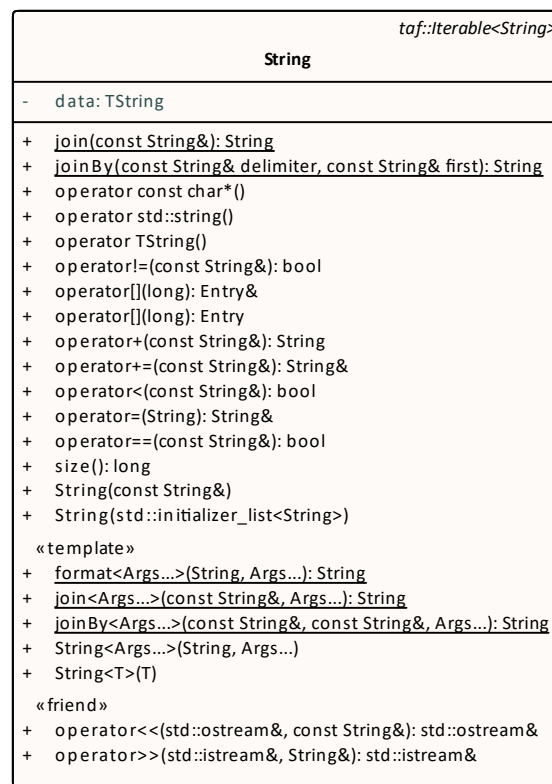 taf::Iterable<String>
String
- data: TString
+ join(const String&): String
+ joinBy(const String& delimiter, const String& first): String
+ operator const char*()
+ operator std::string()
+ operator TString()
+ operator!=(const String&): bool
+ operator[](long): Entry&
+ operator[](long): Entry
+ operator+(const String&): String
+ operator+=(const String&): String&
+ operator<(const String&): bool
+ operator=(String): String&
+ operator==(const String&): bool
+ size(): long
+ String(const String&)
+ String(std::initializer_list<String>)
«template»
+ format<Args...>(String, Args...): String
+ join<Args...>(const String&, Args...): String
+ joinBy<Args...>(const String&, const String&, Args...): String
+ String<Args...>(String, Args...)
+ String<T>(T)
«friend»
+ operator<<(std::ostream&, const String&): std::ostream&
+ operator>>(std::istream&, String&): std::istream&